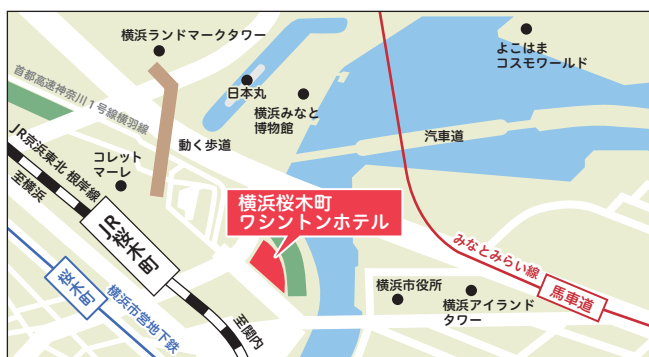 横浜ランドマークタワー
よこはま
コスモワールド
首都高速神奈川1号線横羽線
日本丸
横浜みなと
博物館
汽車道
動く歩道
JR京浜東北 根岸線
至横浜
コレット
マーレ
横浜桜木町
ワシントンホテル
JR桜木町
桜木町
横浜市営地下鉄
至関内
みなとみらい線
馬車道
横浜市役所
横浜アイランド
タワー